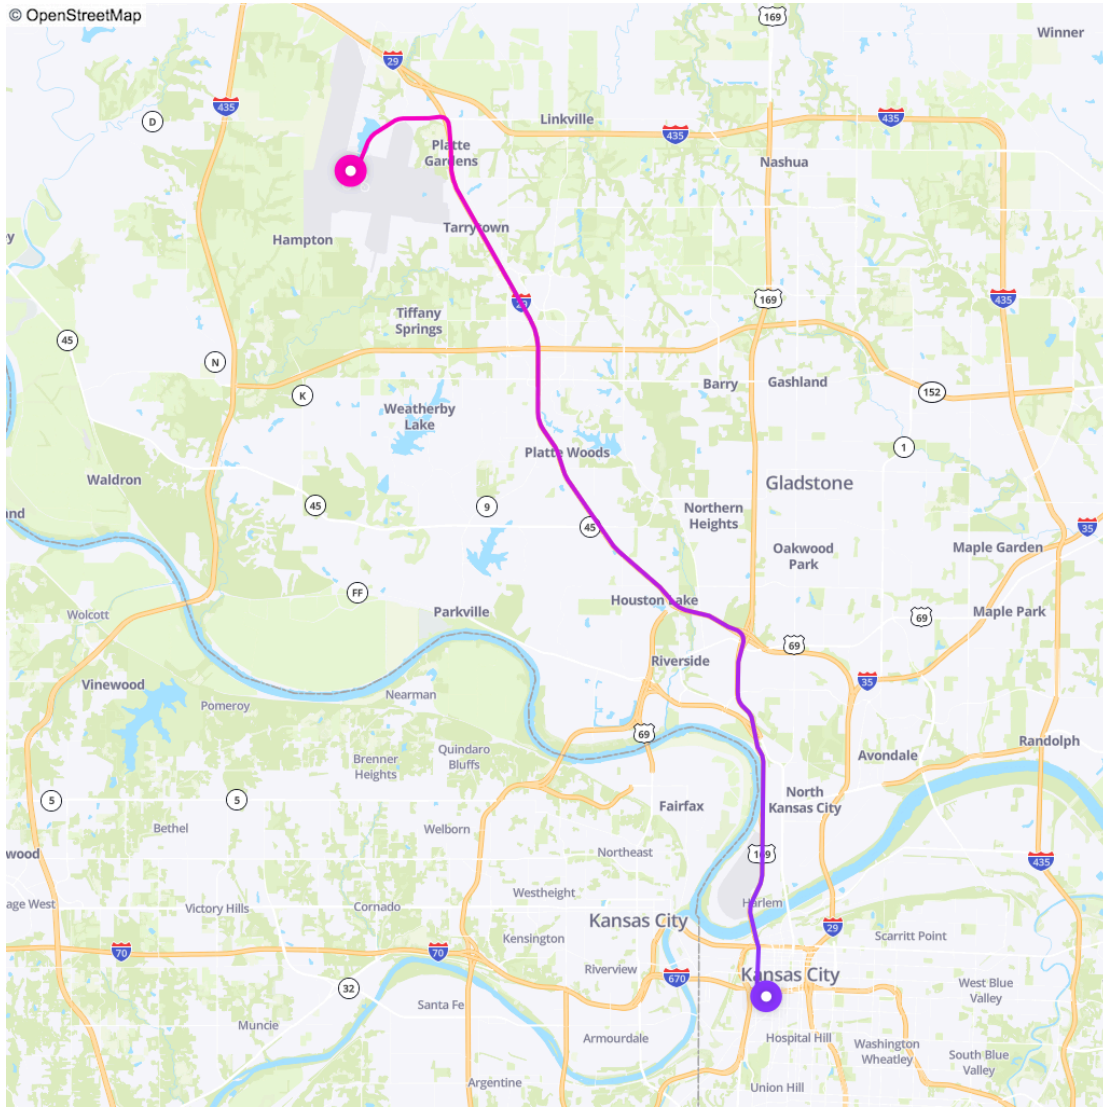 © OpenStreetMap
169
Winner
29
435
D
Linkville
435
435
Platte
Gardens
Nashua
Tarrytown
Hampton
169
435
Tiffany
Springs
45
N
K
Barry
Gashland
152
Weatherby
Lake
1
Platte Woods
Waldron
Gladstone
45
9
45
Northern
Heights
35
Oakwood
Park
Maple Garden
FF
Houston Lake
Wolcott
Parkville
69
Maple Park
69
Riverside
35
Vinewood
Nearman
Pomeroy
69
Randolph
Quindaro
Bluffs
Brenner
Heights
Avondale
5
5
North
Kansas City
Fairfax
Bethel
Welborn
Northeast
169
435
wood
Westheight
age West
Victory Hills
Cornado
Harlem
Kansas City
29
Kensington
Scarritt Point
70
70
Riverview
670
Kansas City
32
Santa Fe
West Blue
Valley
Muncie
Armourdale
Hospital Hill
Washington
Wheatley
South Blue
Valley
Argentine
Union Hill